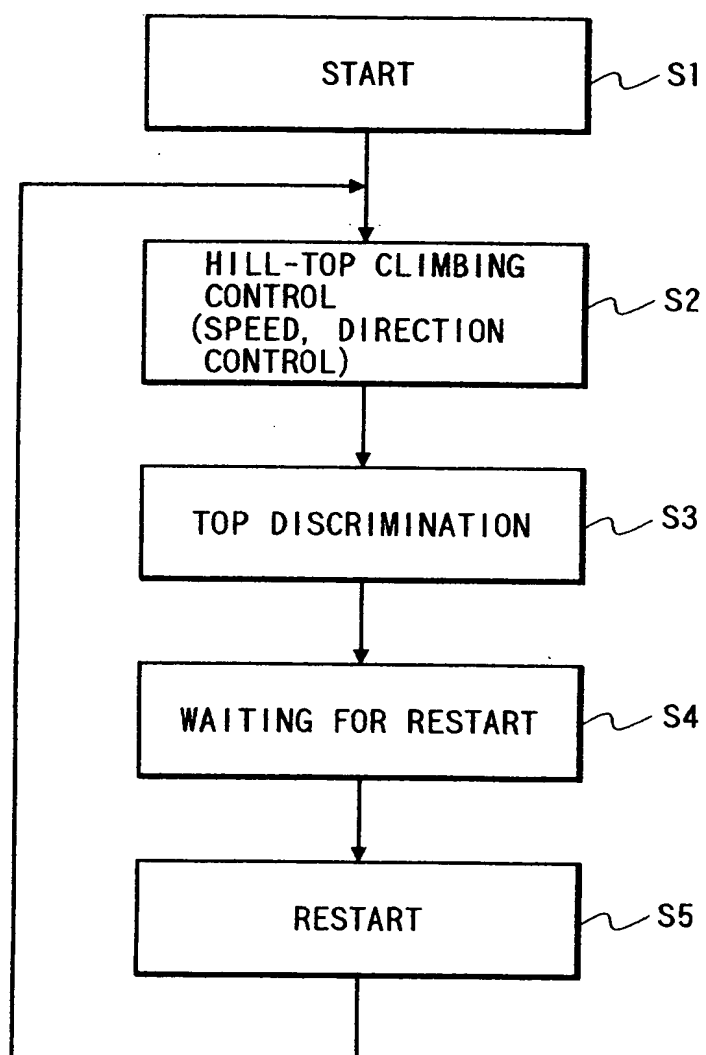 START
S1
HILL-TOP CLIMBING
CONTROL
(SPEED, DIRECTION
CONTROL)
S2
TOP DISCRIMINATION
S3
WAITING FOR RESTART
S4
RESTART
S5